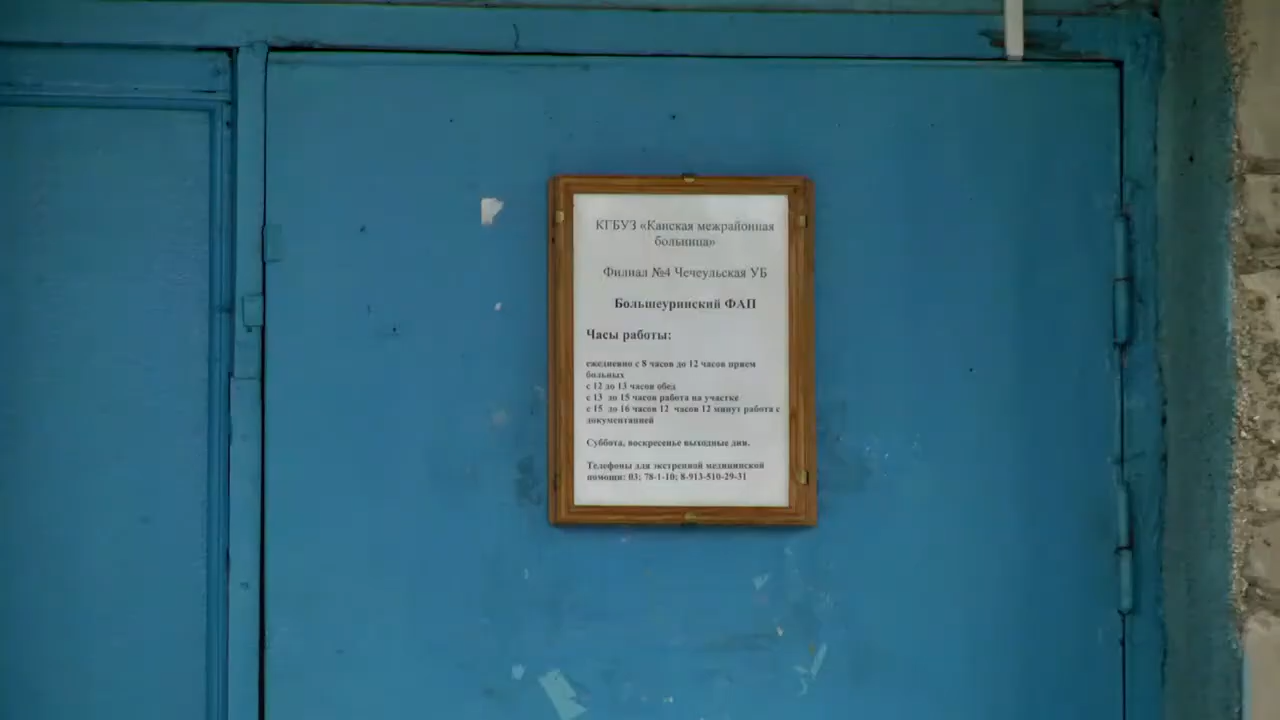 КГБУЗ «Канская межрайонная
больница»
Филиал №4 Чечеульская УБ
Большеуринский ФАП
Часы работы:
ежедневно с 8 часов до 12 часов прием
больных
с 12 до 13 часов обед
с 13 до 15 часов работа на участке
с 15 до 16 часов 12 часов 12 минут работа с
документацией
Суббота, воскресенье выходные дни.
Телефоны для экстренной медицинской
помощи: 03; 78-1-10; 8-913-510-29-31